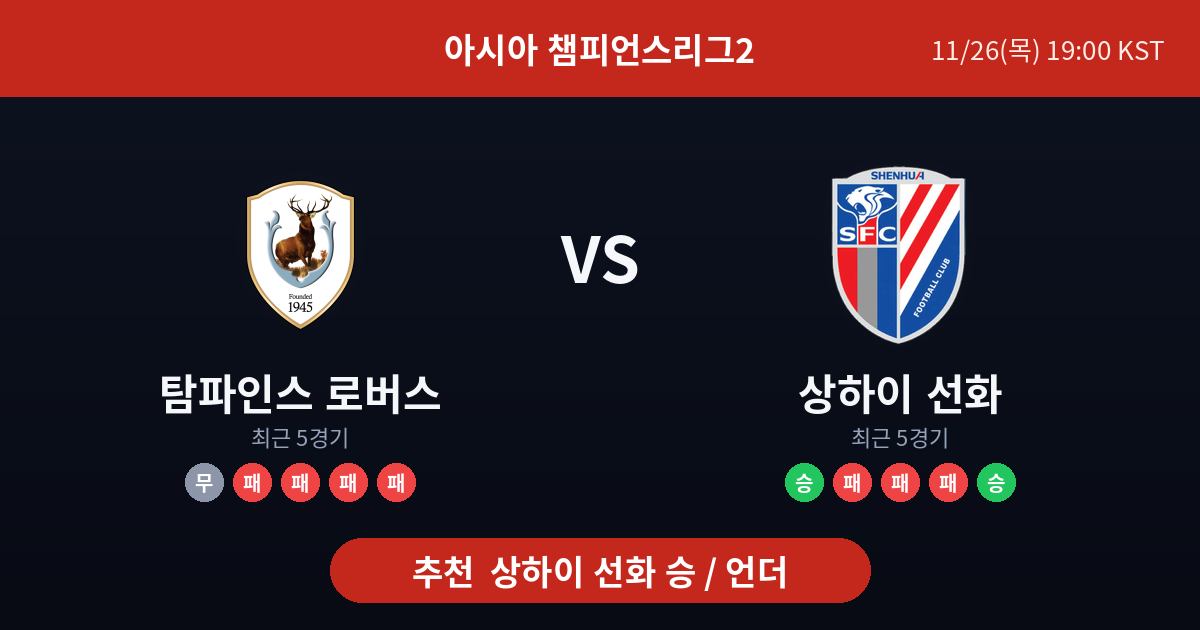 아시아 챔피언스리그2
11/26(목) 19:00 KST
Founded
1945
SHENHUA
SFC
FOOTBALL CLUB
VS
탐파인스 로버스
상하이 선화
최근 5경기
최근 5경기
무 패 패 패 패
승 패 패 패 승
추천 상하이 선화 승 / 언더